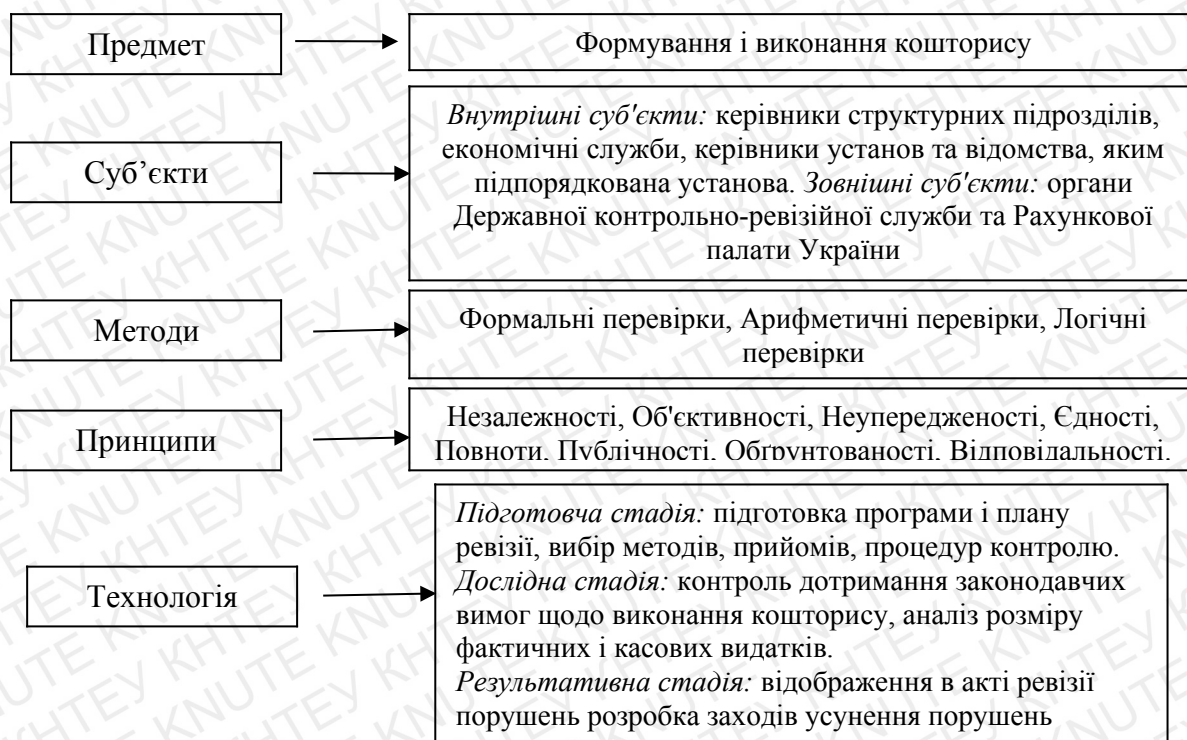 Предмет
Формування і виконання кошторису
Суб’єкти
Внутрішні суб'єкти: керівники структурних підрозділів,
економічні служби, керівники установ та відомства, яким
підпорядкована установа. Зовнішні суб'єкти: органи
Державної контрольно-ревізійної служби та Рахункової
палати України
Методи
Формальні перевірки, Арифметичні перевірки, Логічні
перевірки
Принципи
Незалежності, Об'єктивності, Неупередженості, Єдності,
Повноти, Публічності, Обґрунтованості, Відповідальності,
Технологія
Підготовча стадія: підготовка програми і плану
ревізії, вибір методів, прийомів, процедур контролю.
Дослідна стадія: контроль дотримання законодавчих
вимог щодо виконання кошторису, аналіз розміру
фактичних і касових видатків.
Результативна стадія: відображення в акті ревізії
порушень розробка заходів усунення порушень